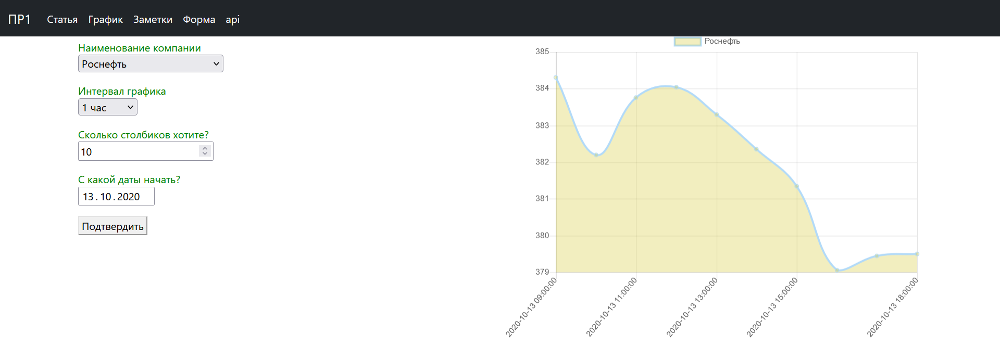 ПР1 Статья График Заметки Форма api
Наименование компании
Роснефть
Интервал графика
1 час
Сколько столбиков хотите?
10
С какой даты начать?
13.10.2020
Подтвердить
Роснефть
385
384
383
382
381
380
379
2020-10-13 09:00:00
2020-10-13 11:00:00
2020-10-13 13:00:00
2020-10-13 15:00:00
2020-10-13 18:00:00